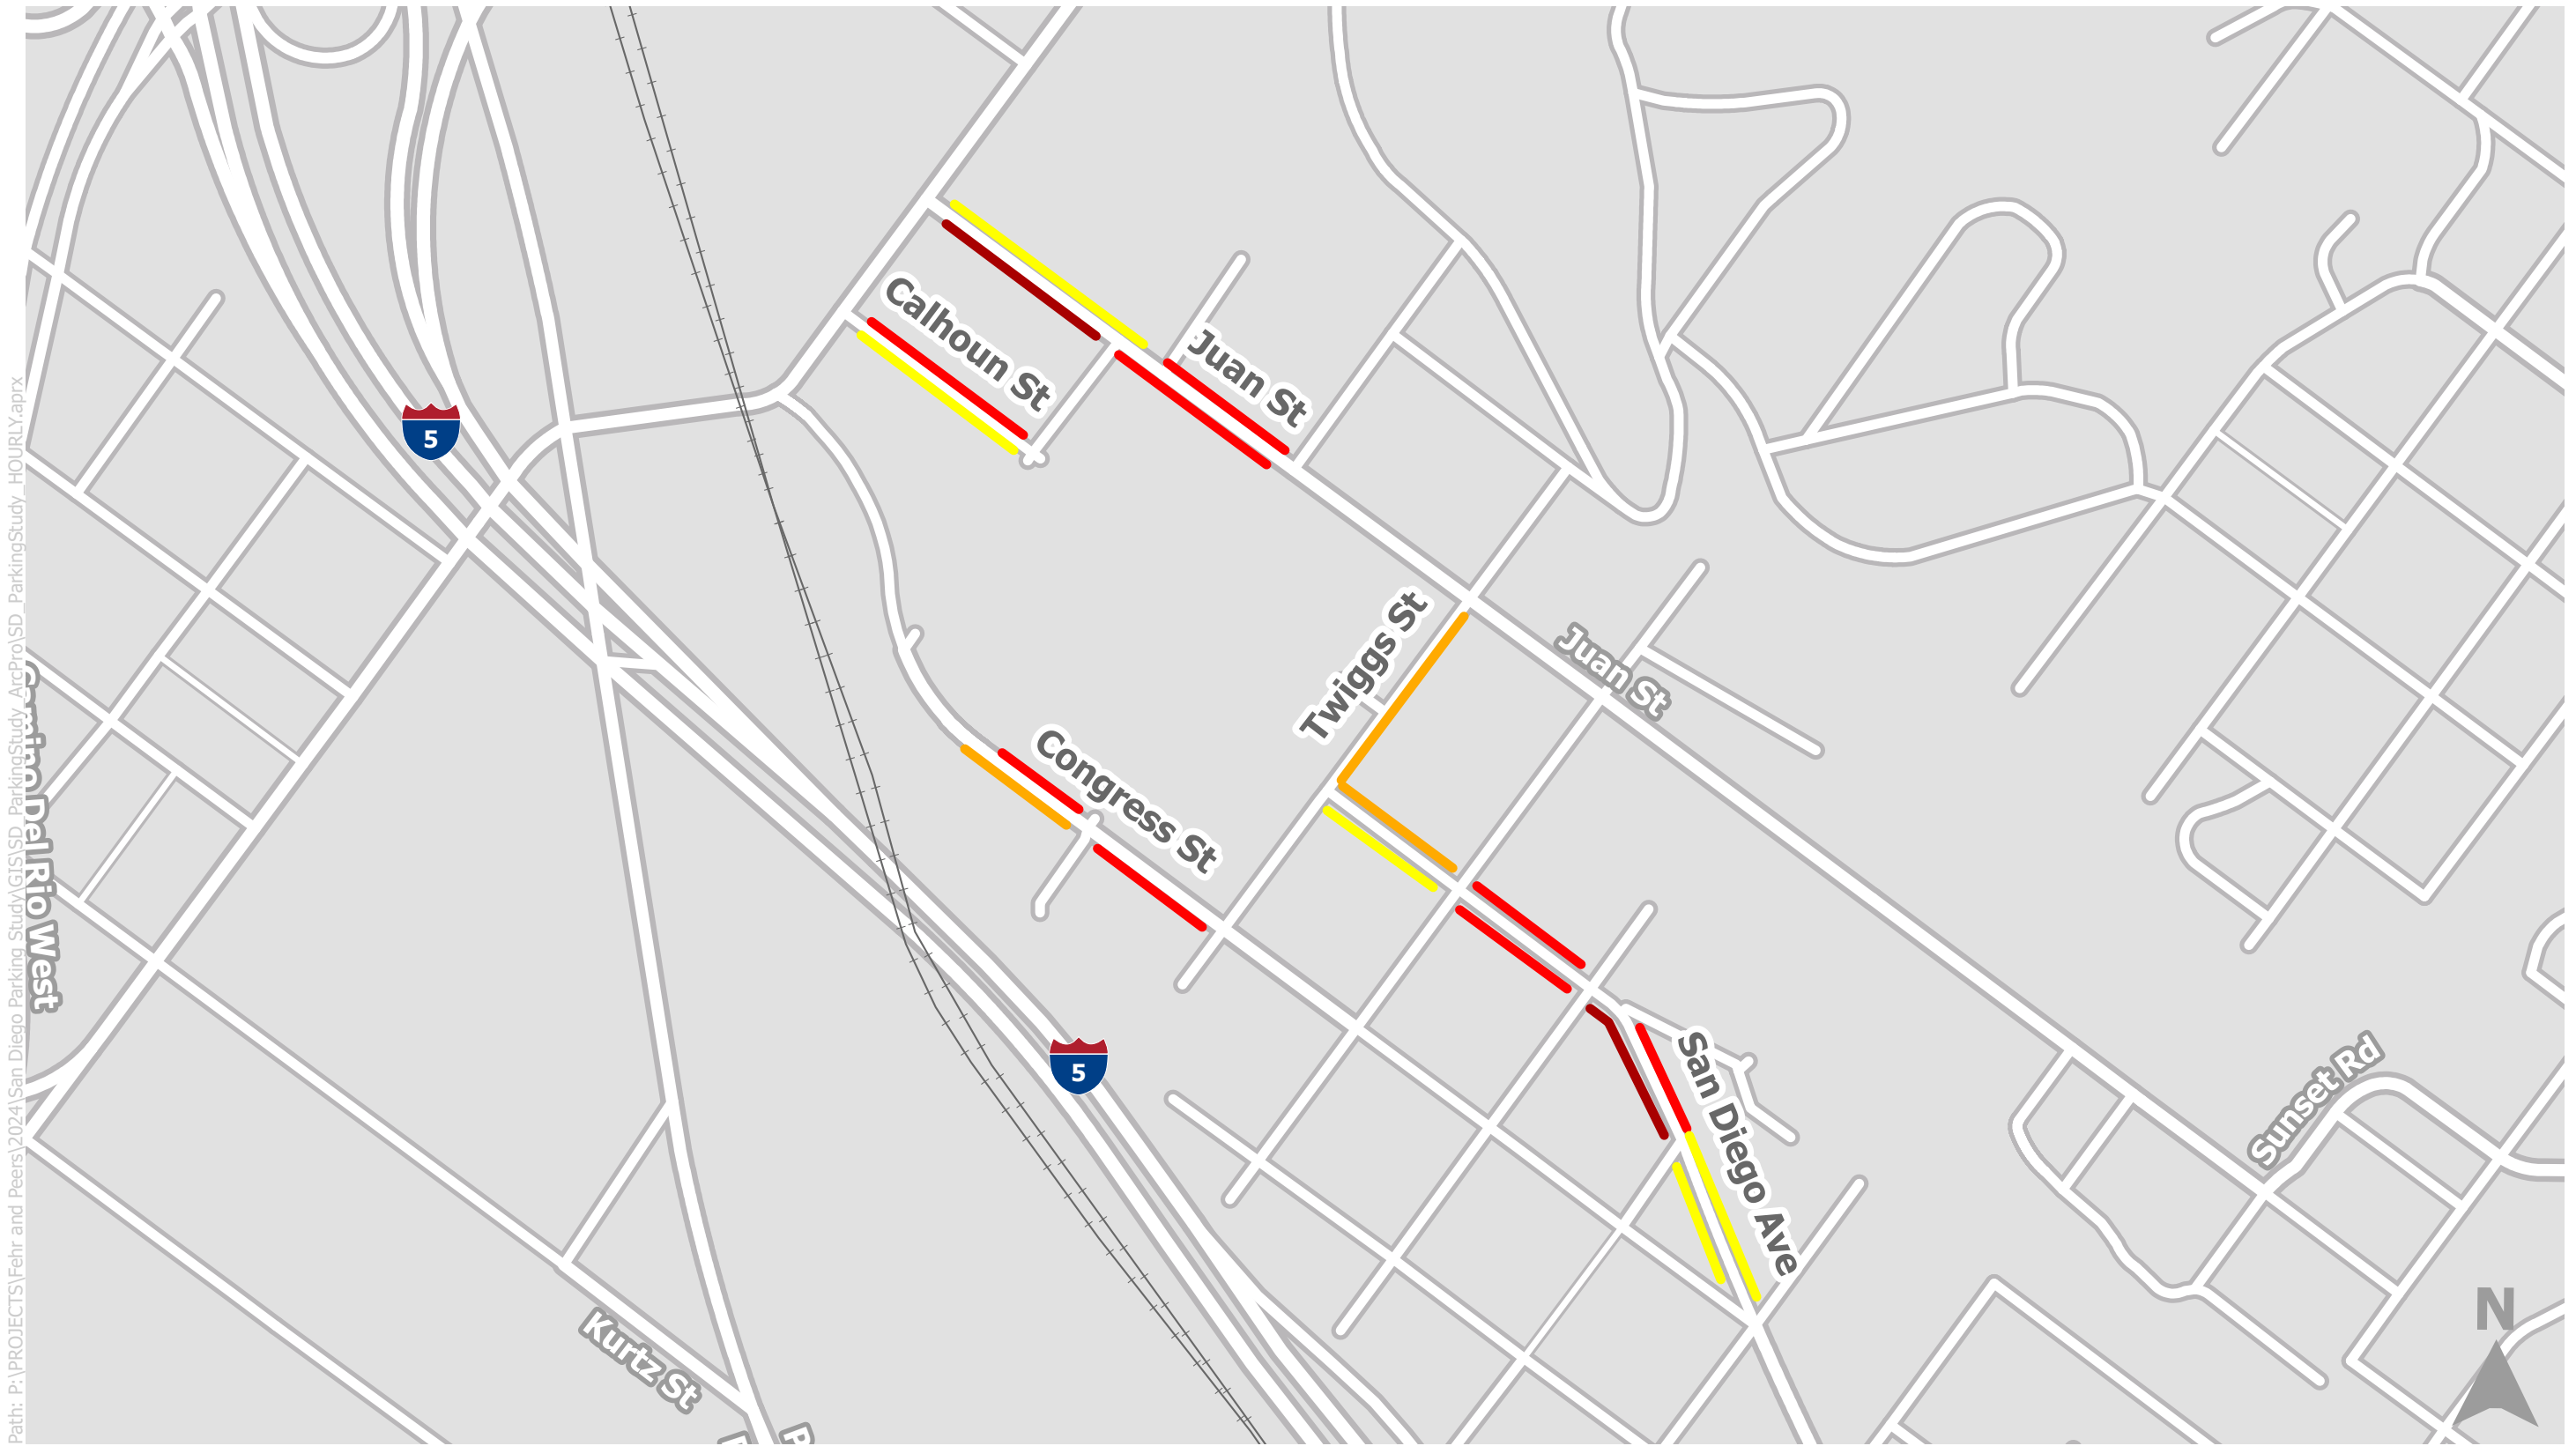 Calhoun St
Juan St
5
Twiggs St
Juan St
Camino Del Rio West
Congress St
5
San Diego Ave
Sunset Rd
N
Kurtz St
Path: P:\PROJECTS\Fehr and Peers\2024\San Diego Parking Study\GIS\SD_ParkingStudy_ArcPro\SD_ParkingStudy_HOURLY.aprx